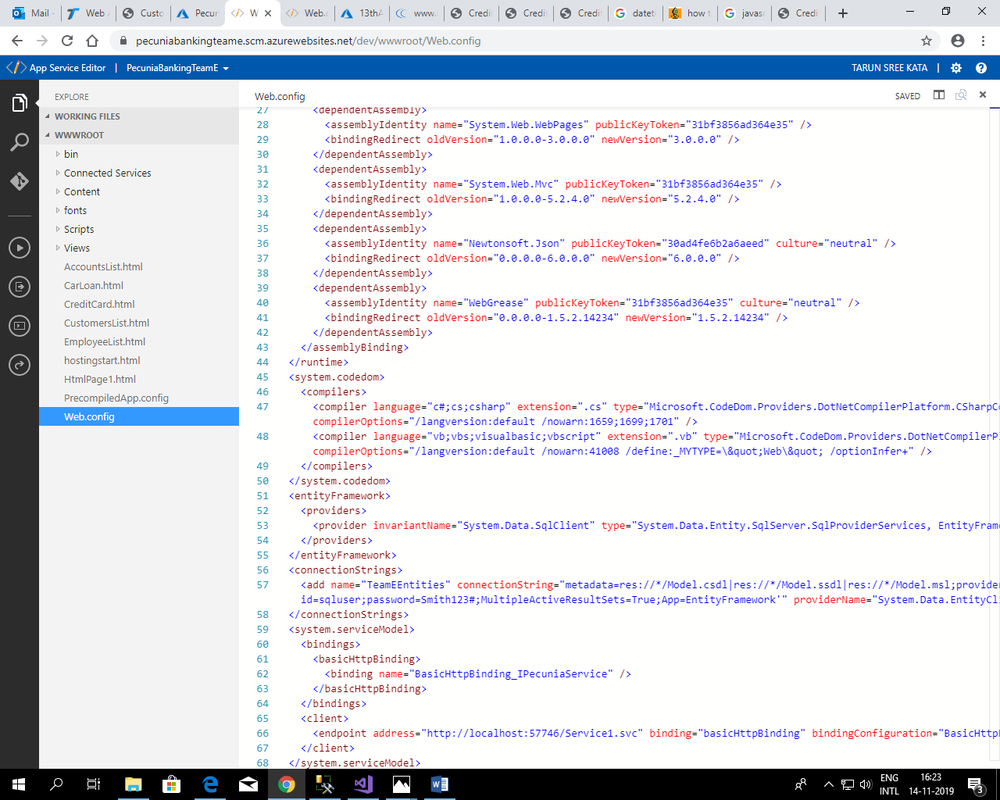 Mail -
Web A
Custo
Pecun
W
Web.c
13thA
www.
Credi
Credi
Credi
datet
how t
javasc
Credi
pecuniabankingteame.scm.azurewebsites.net/dev/wwwroot/Web.config
App Service Editor | PecuniaBankingTeamE
TARUN SREE KATA |
EXPLORE
WORKING FILES
WWWROOT
bin
Connected Services
Content
fonts
Scripts
Views
AccountsList.html
CarLoan.html
CreditCard.html
CustomersList.html
EmployeeList.html
hostingstart.html
HtmlPage1.html
PrecompiledApp.config
Web.config
Web.config
SAVED
27 <dependentAssembly>
28 <assemblyIdentity name="System.Web.WebPages" publicKeyToken="31bf3856ad364e35" />
29 <bindingRedirect oldVersion="1.0.0.0-3.0.0.0" newVersion="3.0.0.0" />
30 </dependentAssembly>
31 <dependentAssembly>
32 <assemblyIdentity name="System.Web.Mvc" publicKeyToken="31bf3856ad364e35" />
33 <bindingRedirect oldVersion="1.0.0.0-5.2.4.0" newVersion="5.2.4.0" />
34 </dependentAssembly>
35 <dependentAssembly>
36 <assemblyIdentity name="Newtonsoft.Json" publicKeyToken="30ad4fe6b2a6aeed" culture="neutral" />
37 <bindingRedirect oldVersion="0.0.0.0-6.0.0.0" newVersion="6.0.0.0" />
38 </dependentAssembly>
39 <dependentAssembly>
40 <assemblyIdentity name="WebGrease" publicKeyToken="31bf3856ad364e35" culture="neutral" />
41 <bindingRedirect oldVersion="0.0.0.0-1.5.2.14234" newVersion="1.5.2.14234" />
42 </dependentAssembly>
43 </assemblyBinding>
44 </runtime>
45 <system.codedom>
46 <compilers>
47 <compiler language="c#;cs;csharp" extension=".cs" type="Microsoft.CodeDom.Providers.DotNetCompilerPlatform.CSharpCo
compilerOptions="/langversion:default /nowarn:1659;1699;1701" />
48 <compiler language="vb;vbs;visualbasic;vbscript" extension=".vb" type="Microsoft.CodeDom.Providers.DotNetCompilerPl
compilerOptions="/langversion:default /nowarn:41008 /define:_MYTYPE=\&quot;Web\&quot; /optionInfer+" />
49 </compilers>
50 </system.codedom>
51 <entityFramework>
52 <providers>
53 <provider invariantName="System.Data.SqlClient" type="System.Data.Entity.SqlServer.SqlProviderServices, EntityFrame
54 </providers>
55 </entityFramework>
56 <connectionStrings>
57 <add name="TeamEEntities" connectionString="metadata=res://*/Model.csdl|res://*/Model.ssdl|res://*/Model.msl;provider
id=sqluser;password=Smith123#;MultipleActiveResultSets=True;App=EntityFramework'" providerName="System.Data.EntityCli
58 </connectionStrings>
59 <system.serviceModel>
60 <bindings>
61 <basicHttpBinding>
62 <binding name="BasicHttpBinding_IPecuniaService" />
63 </basicHttpBinding>
64 </bindings>
65 <client>
66 <endpoint address="http://localhost:57746/Service1.svc" binding="basicHttpBinding" bindingConfiguration="BasicHttpB
67 </client>
68 </system.serviceModel>
ENG
INTL
16:23
14-11-2019
3